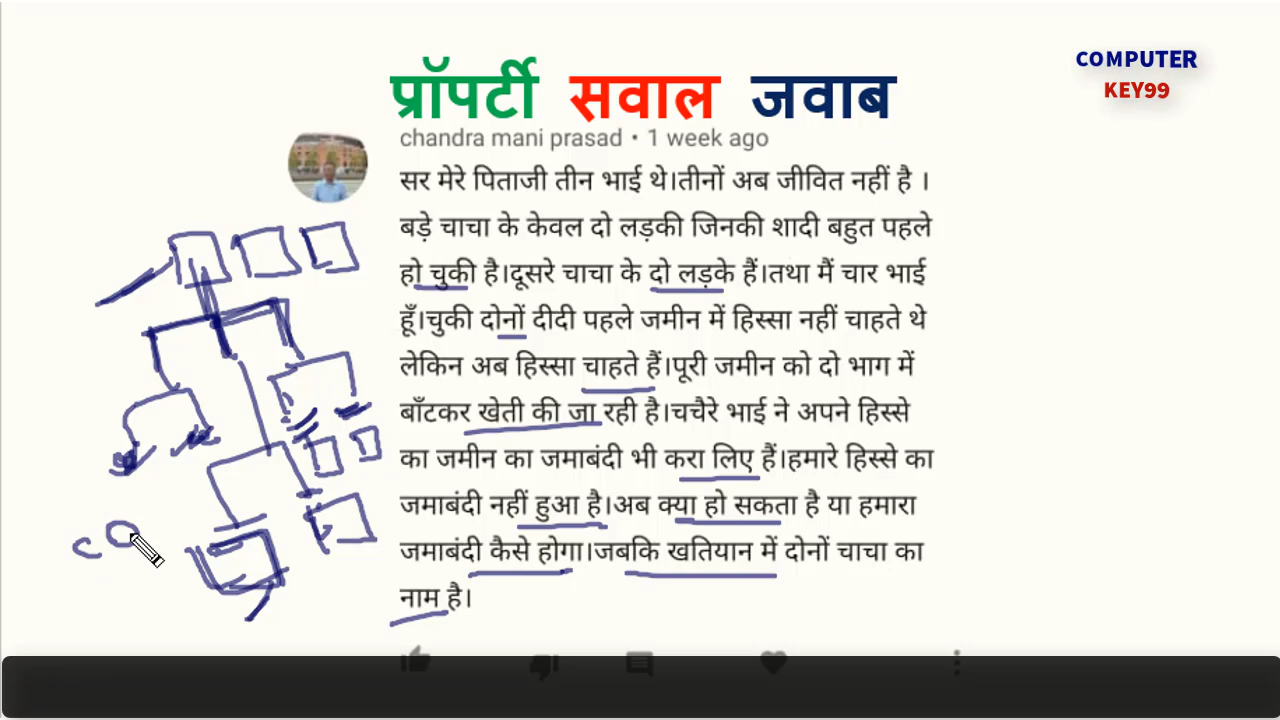 COMPUTER
KEY99
प्रॉपर्टी सवाल जवाब
chandra mani prasad • 1 week ago
सर मेरे पिताजी तीन भाई थे।तीनों अब जीवित नहीं है ।
बड़े चाचा के केवल दो लड़की जिनकी शादी बहुत पहले
हो चुकी है।दूसरे चाचा के दो लड़के हैं।तथा मैं चार भाई
हूँ।चुकी दोनों दीदी पहले जमीन में हिस्सा नहीं चाहते थे
लेकिन अब हिस्सा चाहते हैं।पूरी जमीन को दो भाग में
बाँटकर खेती की जा रही है।चचैरे भाई ने अपने हिस्से
का जमीन का जमाबंदी भी करा लिए हैं।हमारे हिस्से का
जमाबंदी नहीं हुआ है।अब क्या हो सकता है या हमारा
जमाबंदी कैसे होगा।जबकि खतियान में दोनों चाचा का
नाम है।